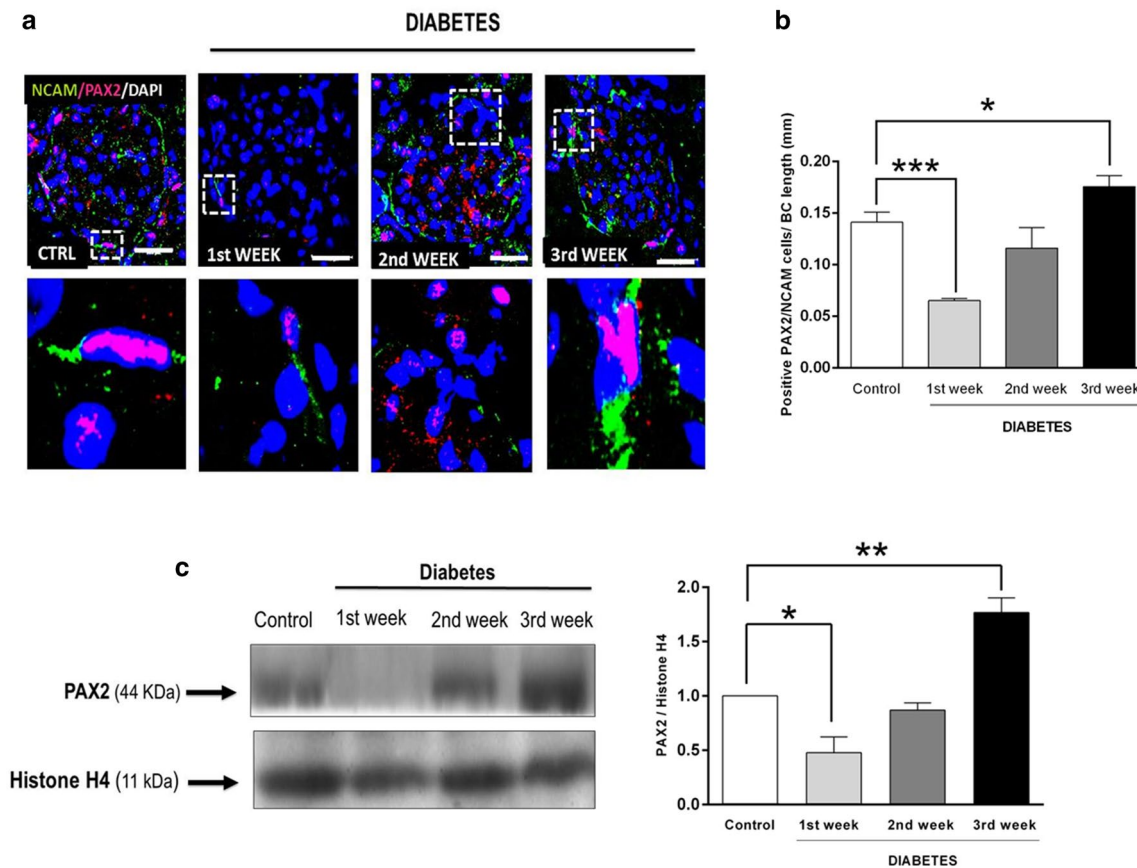 a
DIABETES
NCAM/PAX2/DAPI
CTRL
1st WEEK
2nd WEEK
3rd WEEK
b
Positive PAX2/NCAM cells/ BC length (mm)
0.20
0.15
0.10
0.05
0.00
*
***
Control 1st week 2nd week 3rd week
DIABETES
c
Diabetes
Control 1st week 2nd week 3rd week
PAX2 (44 KDa)
Histone H4 (11 kDa)
PAX2 / Histone H4
2.0
1.5
1.0
0.5
0.0
**
*
Control 1st week 2nd week 3rd week
DIABETES